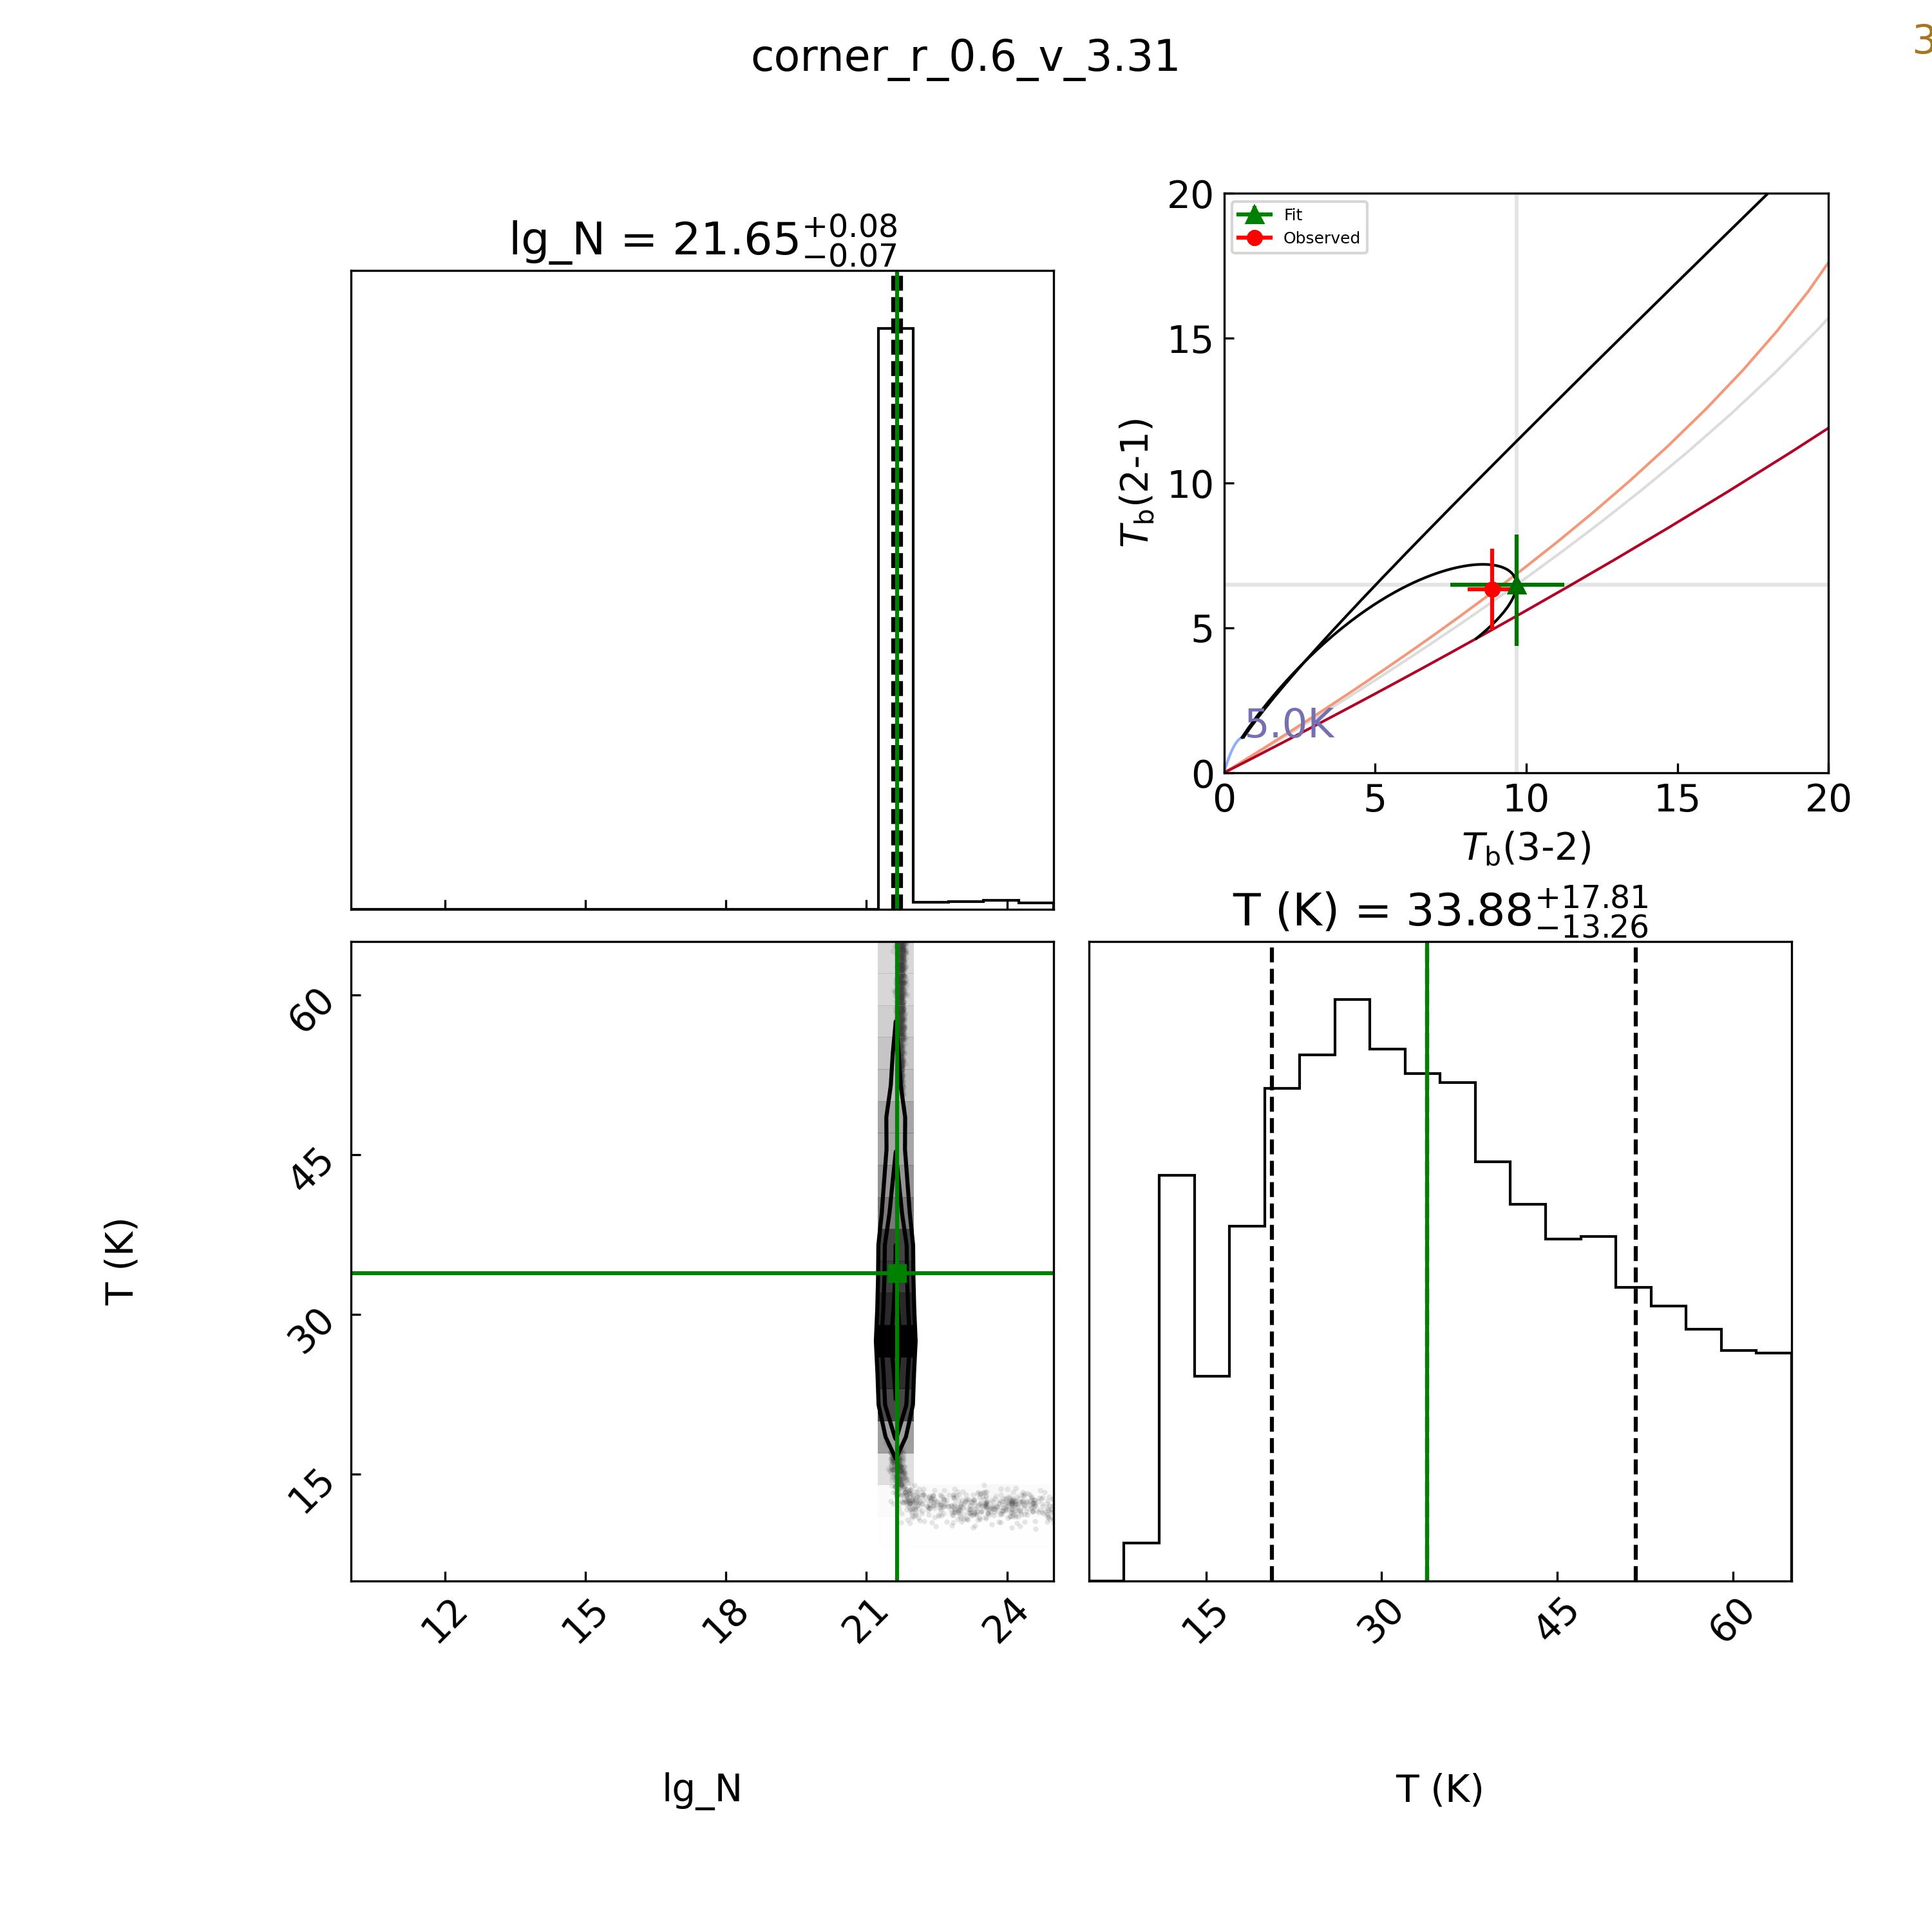 3
corner_r_0.6_v_3.31
lg_N = 21.65 +0.08 −0.07
20
15
10
5
0
T_b(2-1)
Fit
Observed
5.0K
0 5 10 15 20
T_b(3-2)
T (K) = 33.88 +17.81 −13.26
60
45
30
15
T (K)
12 15 18 21 24
15 30 45 60
lg_N
T (K)